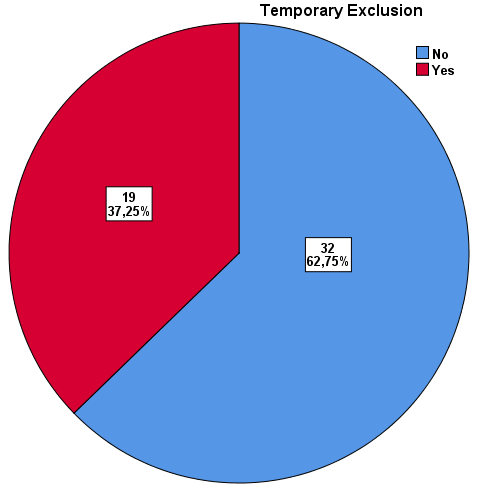 Temporary Exclusion
No
Yes
19
37,25%
32
62,75%